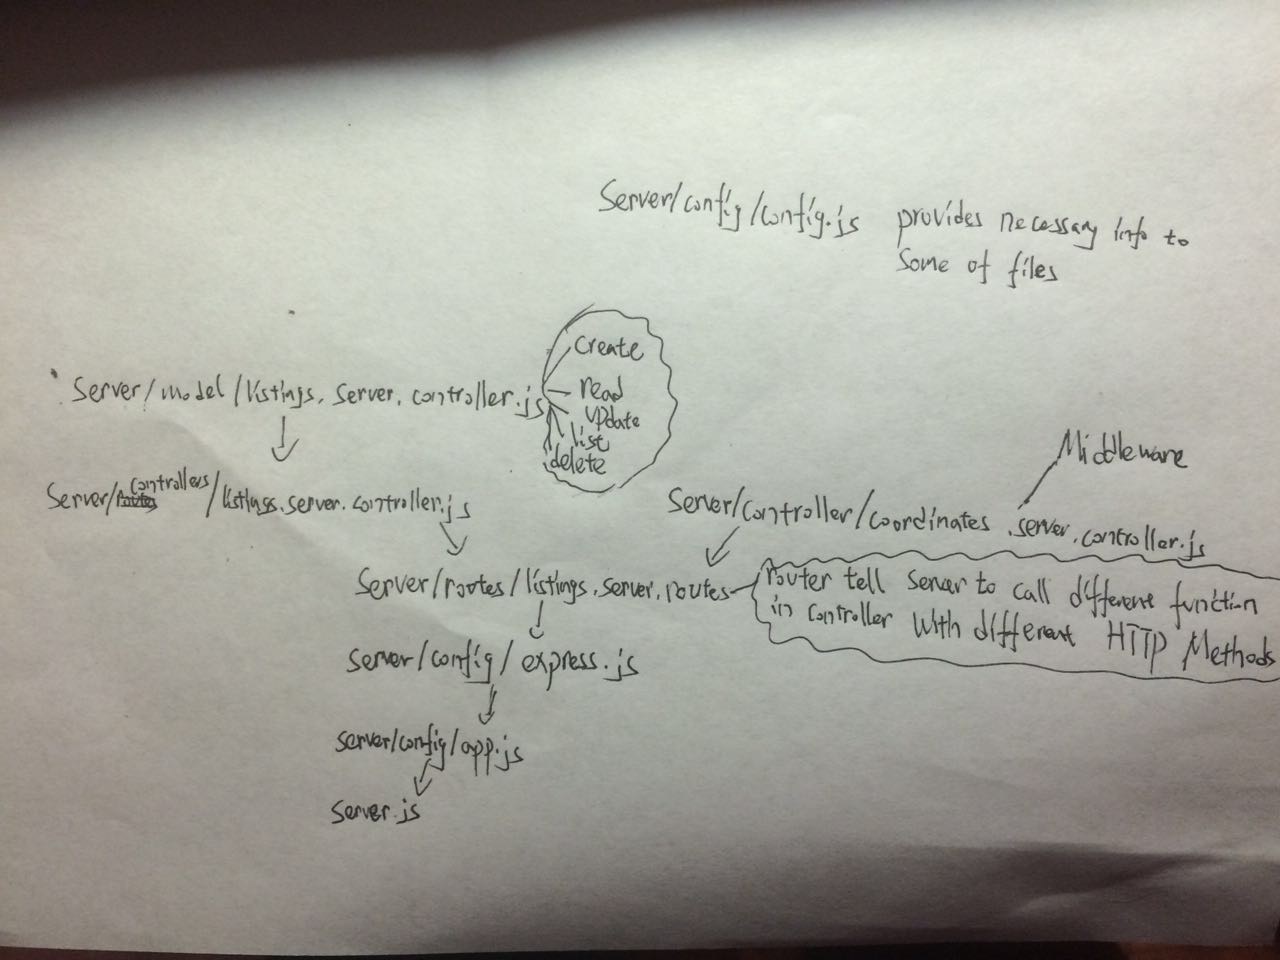 Server/config/config.js provides necessary info to
some of files
create
Server/model/listings.server.controller.js
read
update
list
delete
Middleware
controllers
Server/routes/listings.server.controller.js
Server/controller/coordinates.server.controller.js
Server/routes/listings.server.routes
router tell server to call different function
in controller with different HTTP Methods
server/config/express.js
server/config/app.js
server.js